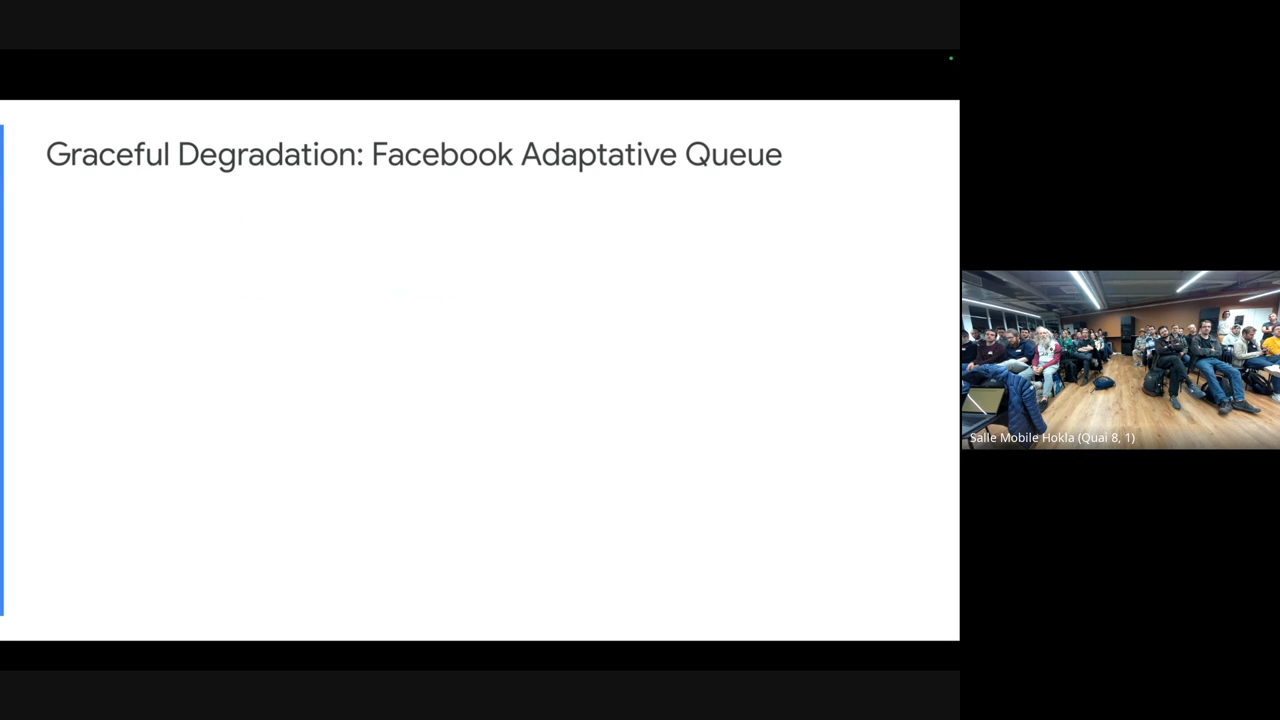 Graceful Degradation: Facebook Adaptative Queue
Salle Mobile Hokla (Quai 8, 1)